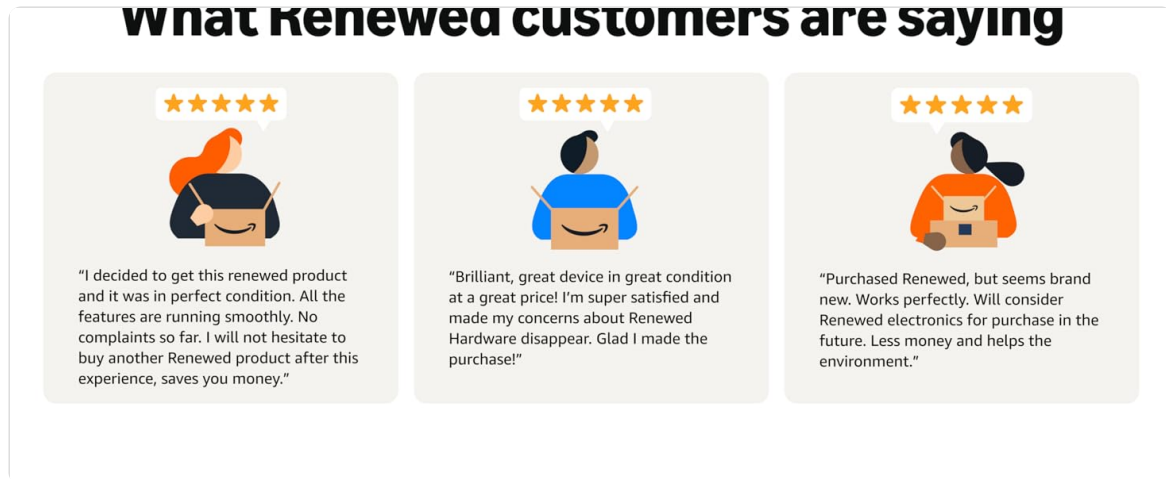 What Renewed customers are saying
“I decided to get this renewed product
and it was in perfect condition. All the
features are running smoothly. No
complaints so far. I will not hesitate to
buy another Renewed product after this
experience, saves you money.”
“Brilliant, great device in great condition
at a great price! I’m super satisfied and
made my concerns about Renewed
Hardware disappear. Glad I made the
purchase!”
“Purchased Renewed, but seems brand
new. Works perfectly. Will consider
Renewed electronics for purchase in the
future. Less money and helps the
environment.”